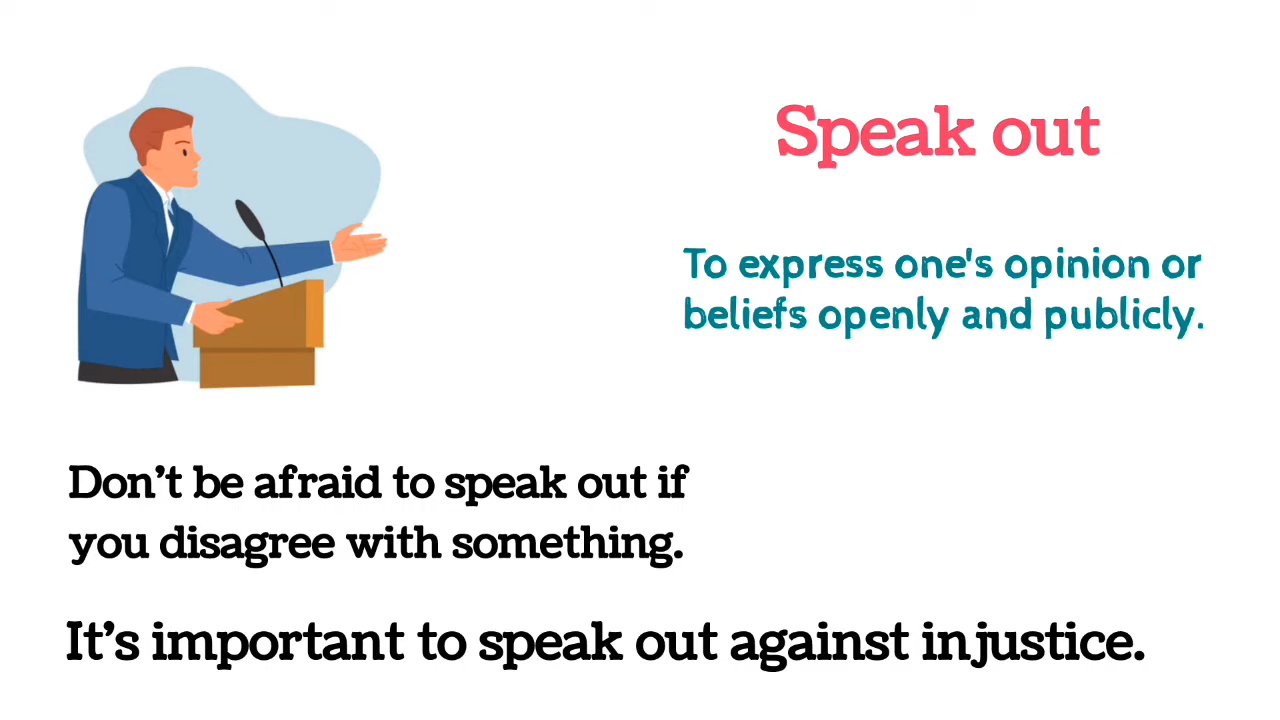 Speak out
To express one's opinion or
beliefs openly and publicly.
Don’t be afraid to speak out if
you disagree with something.
It’s important to speak out against injustice.